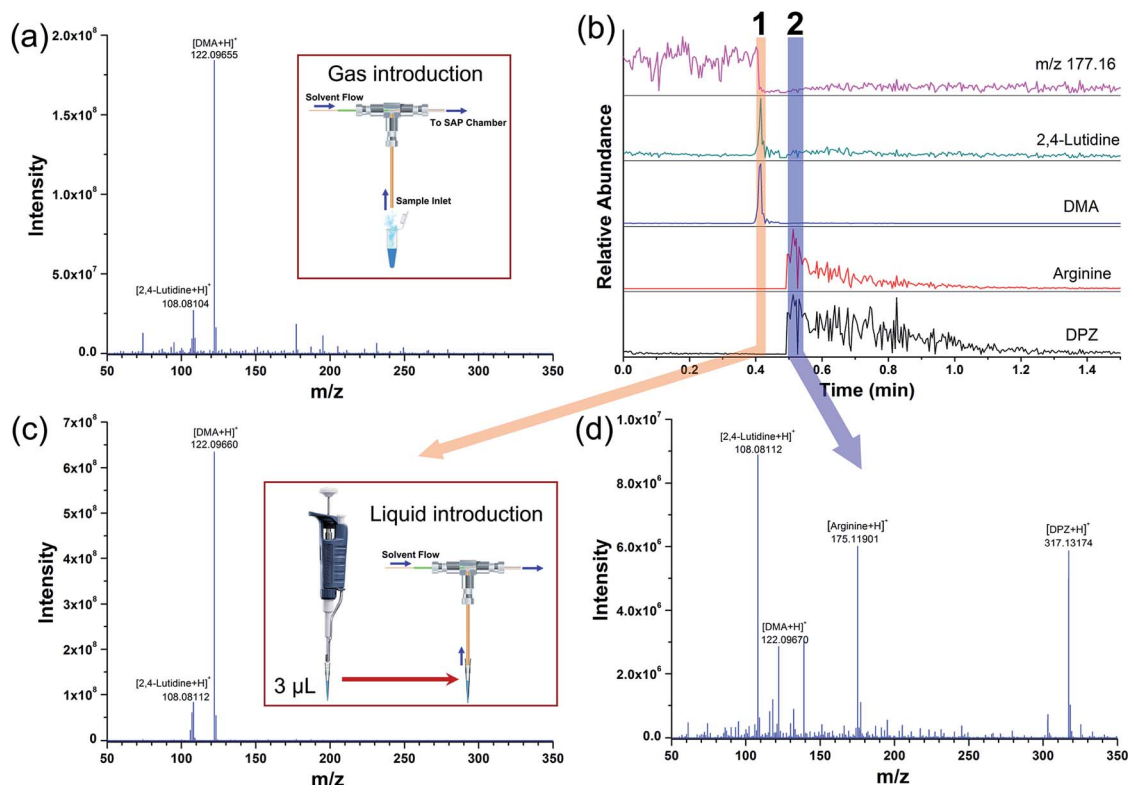 (a)
[DMA+H]⁺
122.09655
2.0x10⁸
1.5x10⁸
1.0x10⁸
5.0x10⁷
0.0
Intensity
[2,4-Lutidine+H]⁺
108.08104
50 100 150 200 250 300 350
m/z
Gas introduction
Solvent Flow
To SAP Chamber
Sample Inlet
(b)
1 2
m/z 177.16
2,4-Lutidine
DMA
Arginine
DPZ
Relative Abundance
0.0 0.2 0.4 0.6 0.8 1.0 1.2 1.4
Time (min)
(c)
7x10⁸
6x10⁸
5x10⁸
4x10⁸
3x10⁸
2x10⁸
1x10⁸
0
Intensity
[DMA+H]⁺
122.09660
[2,4-Lutidine+H]⁺
108.08112
50 100 150 200 250 300 350
m/z
Liquid introduction
Solvent Flow
3 µL
(d)
1.0x10⁷
8.0x10⁶
6.0x10⁶
4.0x10⁶
2.0x10⁶
0.0
Intensity
[2,4-Lutidine+H]⁺
108.08112
[DMA+H]⁺
122.09670
[Arginine+H]⁺
175.11901
[DPZ+H]⁺
317.13174
50 100 150 200 250 300 350
m/z